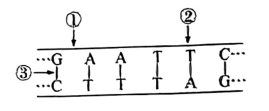 ① ②
…G A A T T C…
③
…C T T T A G…